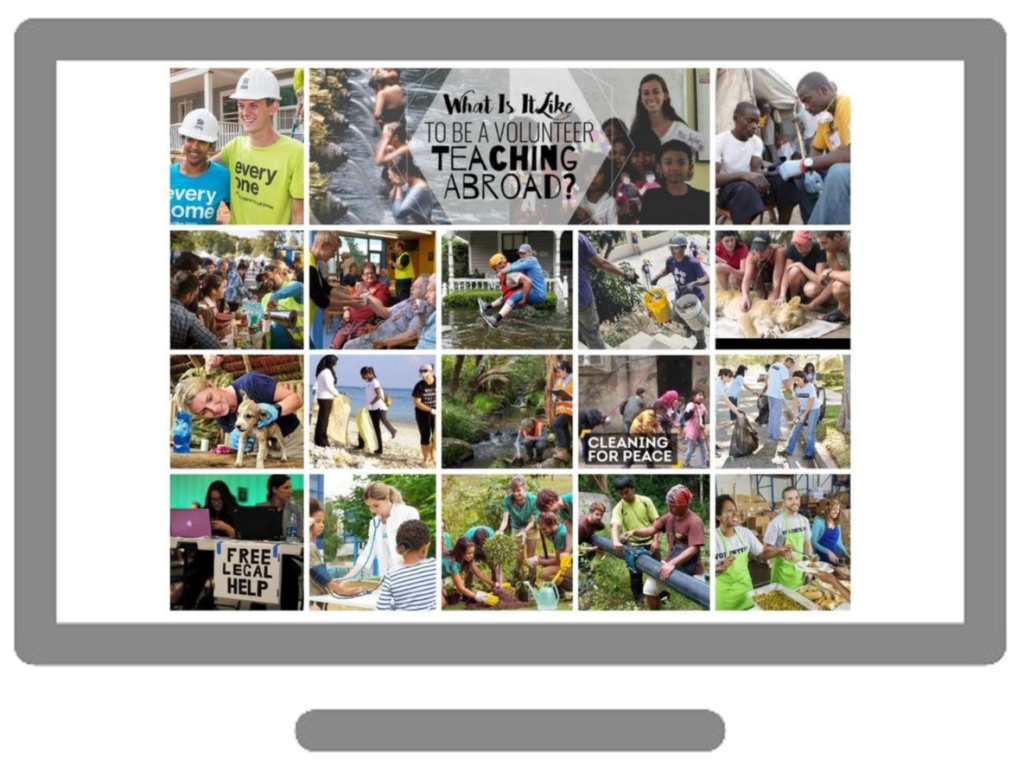 every
one
every
ome
What Is It Like
TO BE A VOLUNTEER
TEACHING
ABROAD?
CLEANING
FOR PEACE
FREE
LEGAL
HELP